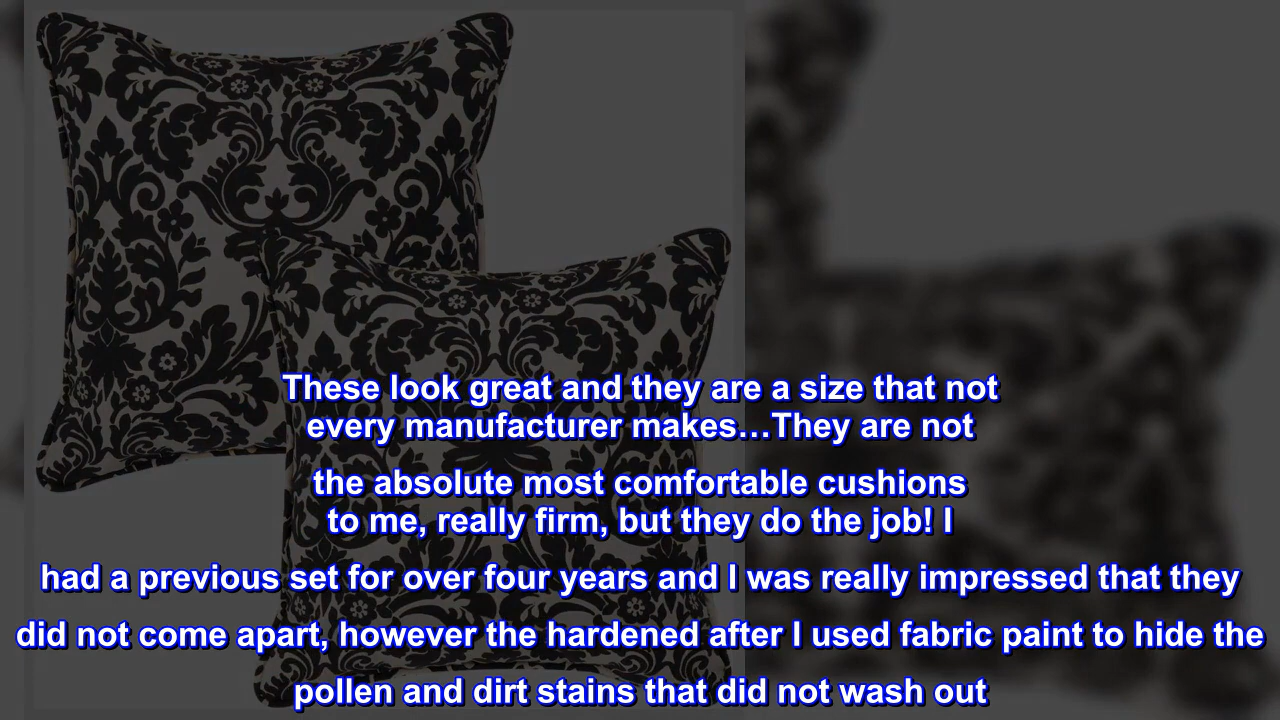 These look great and they are a size that not
every manufacturer makes…They are not
the absolute most comfortable cushions
to me, really firm, but they do the job! I
had a previous set for over four years and I was really impressed that they
did not come apart, however the hardened after I used fabric paint to hide the
pollen and dirt stains that did not wash out